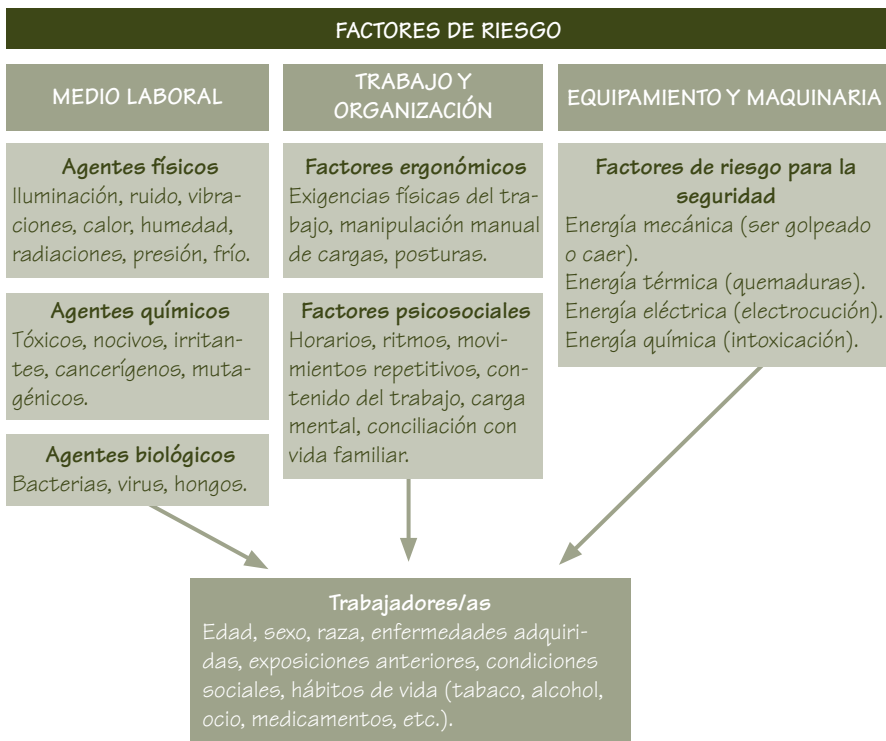 FACTORES DE RIESGO
MEDIO LABORAL
Agentes físicos
Iluminación, ruido, vibra-
ciones, calor, humedad,
radiaciones, presión, frío.
Agentes químicos
Tóxicos, nocivos, irritan-
tes, cancerígenos, muta-
génicos.
Agentes biológicos
Bacterias, virus, hongos.
TRABAJO Y
ORGANIZACIÓN
Factores ergonómicos
Exigencias físicas del tra-
bajo, manipulación manual
de cargas, posturas.
Factores psicosociales
Horarios, ritmos, movi-
mientos repetitivos, con-
tenido del trabajo, carga
mental, conciliación con
vida familiar.
EQUIPAMIENTO Y MAQUINARIA
Factores de riesgo para la
seguridad
Energía mecánica (ser golpeado
o caer).
Energía térmica (quemaduras).
Energía eléctrica (electrocución).
Energía química (intoxicación).
Trabajadores/as
Edad, sexo, raza, enfermedades adquiri-
das, exposiciones anteriores, condiciones
sociales, hábitos de vida (tabaco, alcohol,
ocio, medicamentos, etc.).